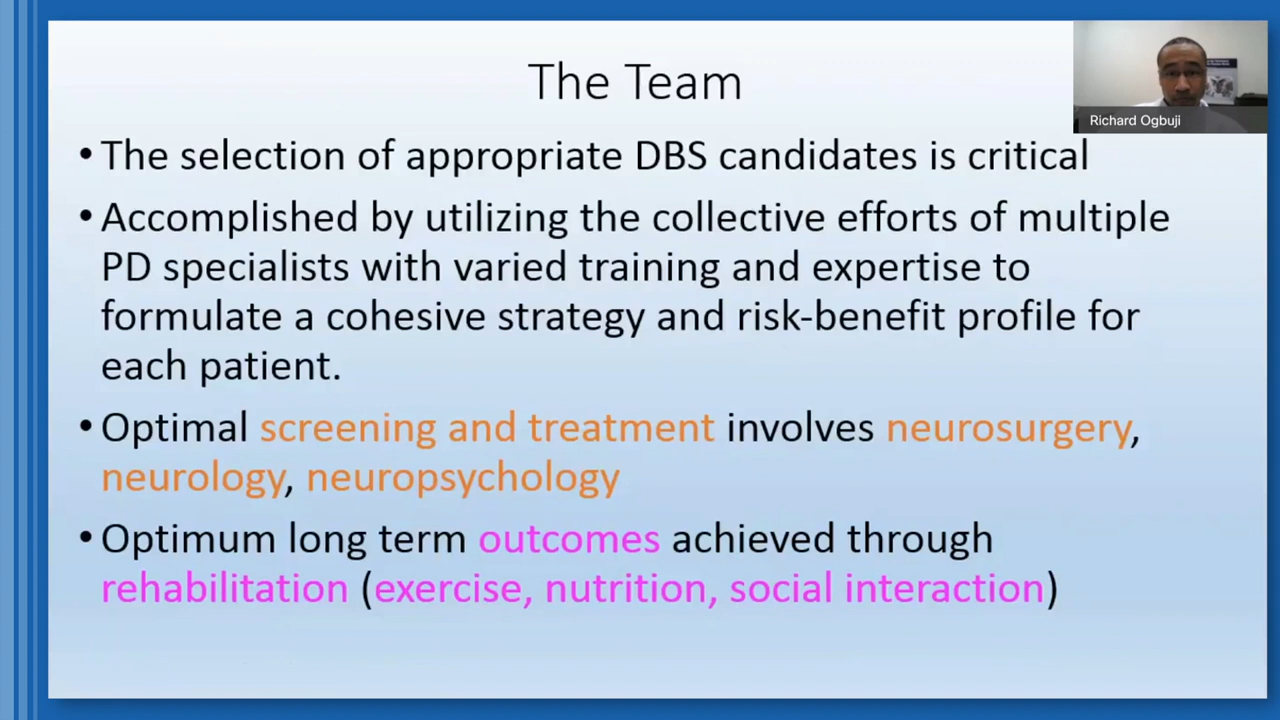 The Team
Richard Ogbuji
• The selection of appropriate DBS candidates is critical
• Accomplished by utilizing the collective efforts of multiple
PD specialists with varied training and expertise to
formulate a cohesive strategy and risk-benefit profile for
each patient.
• Optimal screening and treatment involves neurosurgery,
neurology, neuropsychology
• Optimum long term outcomes achieved through
rehabilitation (exercise, nutrition, social interaction)